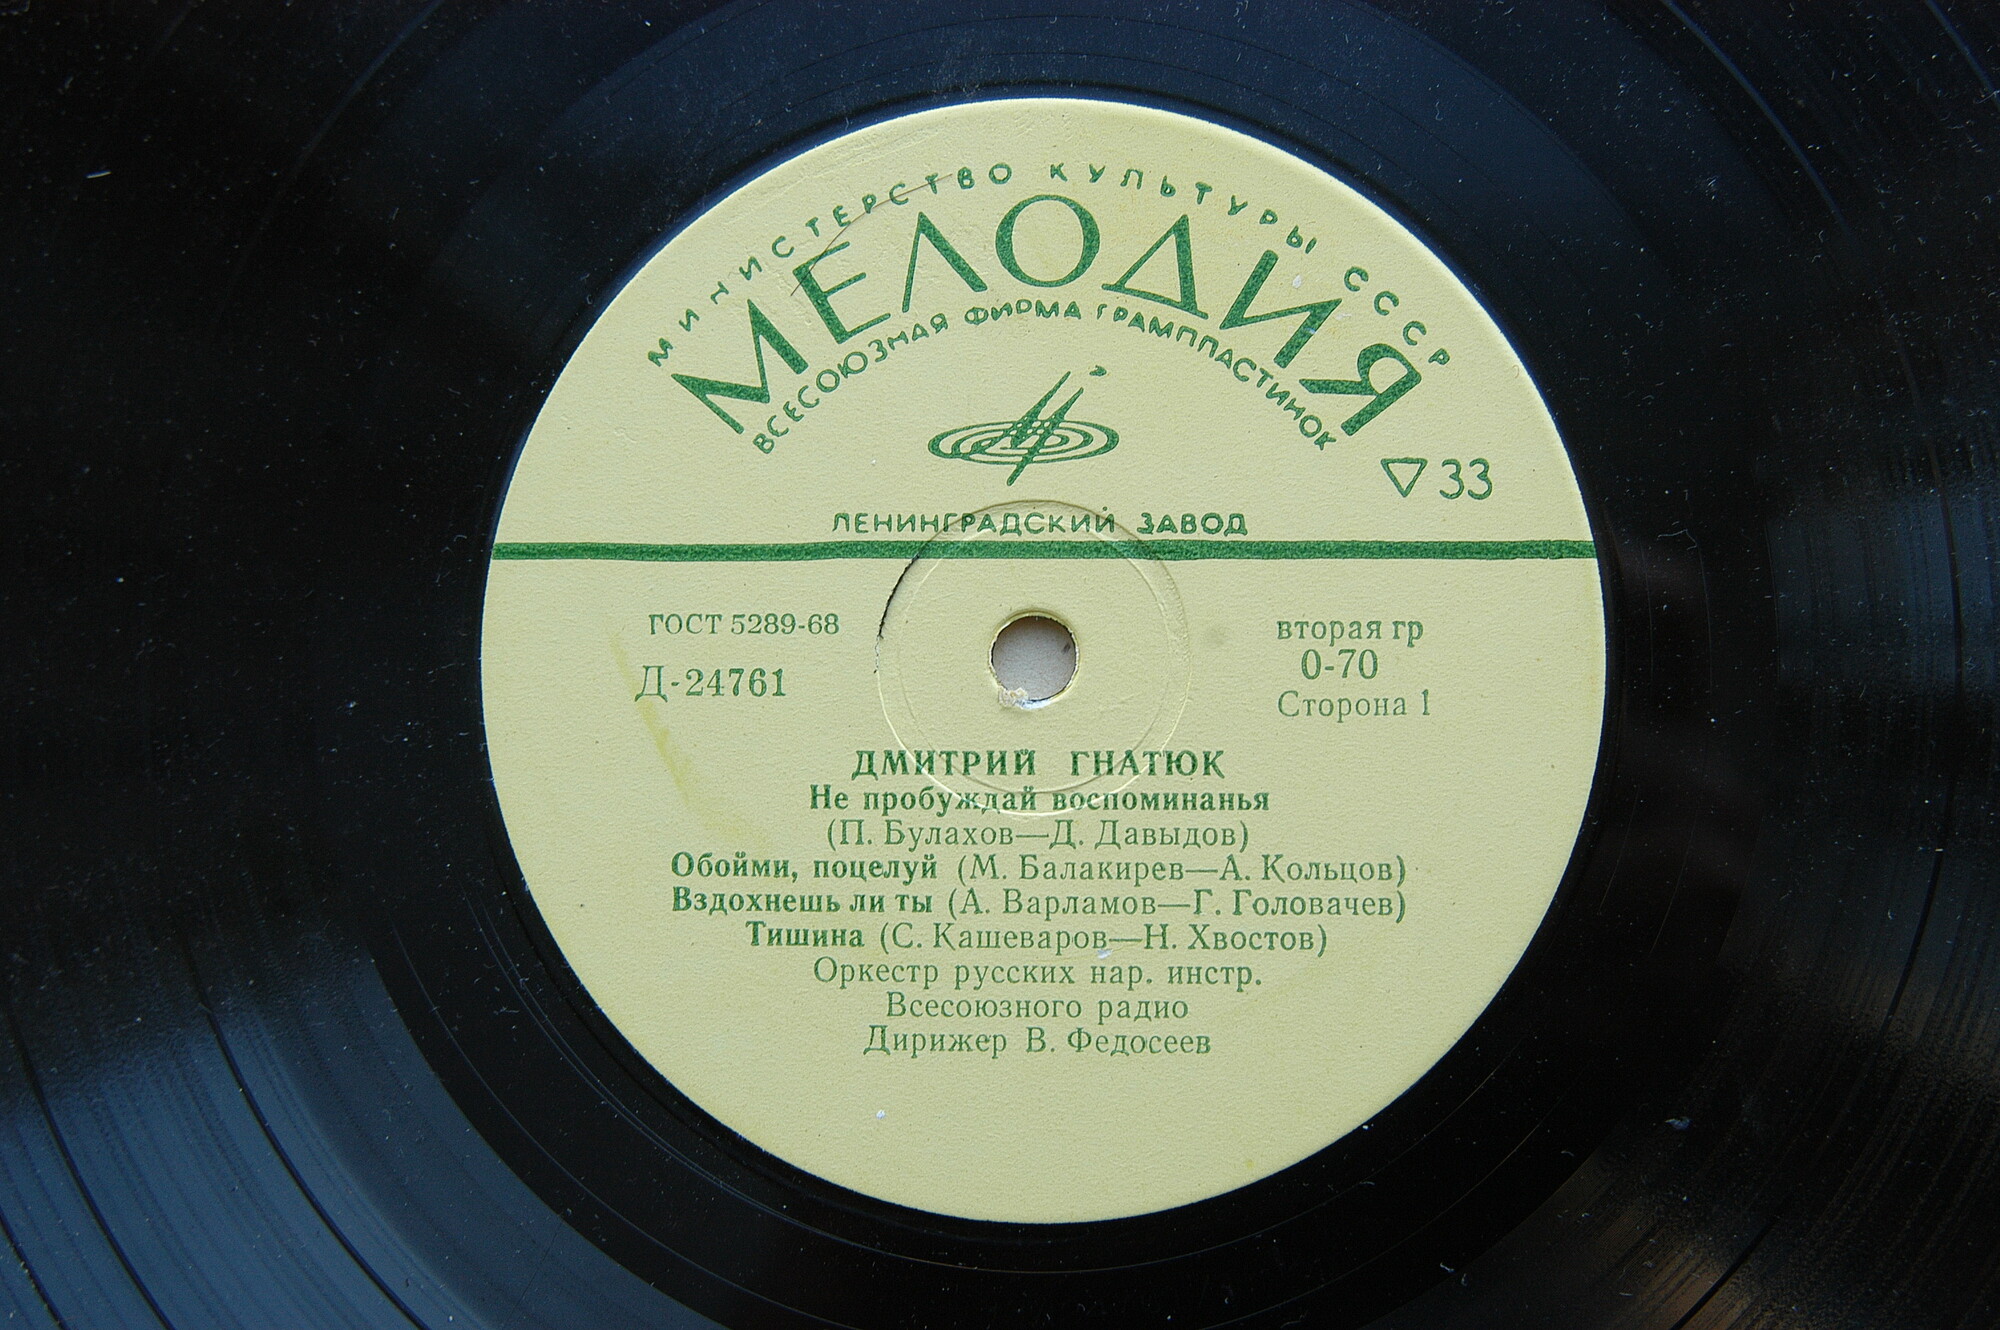 МИНИСТЕРСТВО КУЛЬТУРЫ СССР
МЕЛОДИЯ
ВСЕСОЮЗНАЯ ФИРМА ГРАМПЛАСТИНОК
33
ЛЕНИНГРАДСКИЙ ЗАВОД
ГОСТ 5289-68
Д-24761
вторая гр
0-70
Сторона 1
ДМИТРИЙ ГНАТЮК
Не пробуждай воспоминанья
(П. Булахов—Д. Давыдов)
Обойми, поцелуй (М. Балакирев—А. Кольцов)
Вздохнешь ли ты (А. Варламов—Г. Головачев)
Тишина (С. Кашеваров—Н. Хвостов)
Оркестр русских нар. инстр.
Всесоюзного радио
Дирижер В. Федосеев